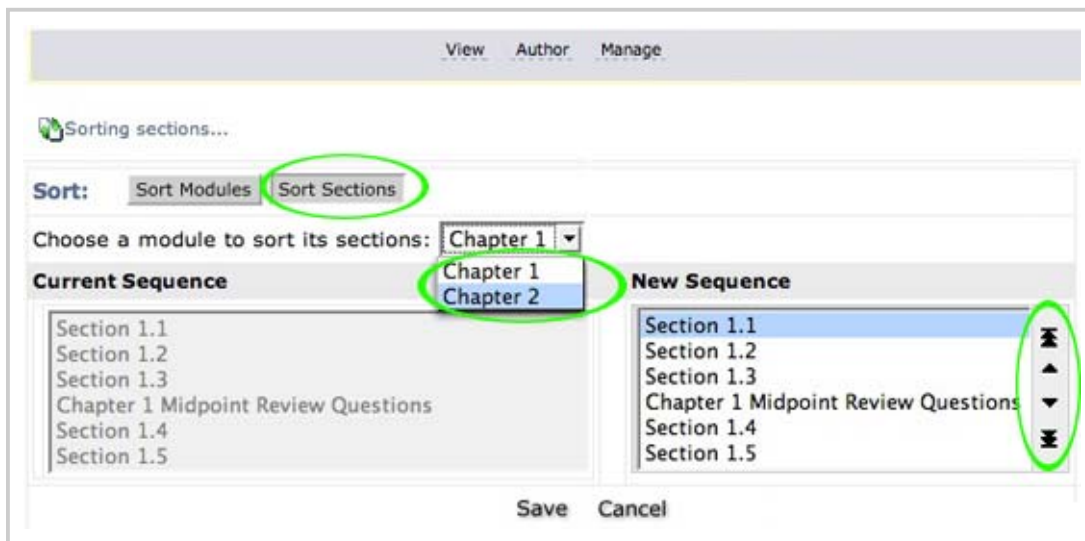 View Author Manage
Sorting sections...
Sort: Sort Modules Sort Sections
Choose a module to sort its sections: Chapter 1
Chapter 1
Chapter 2
Current Sequence
Section 1.1
Section 1.2
Section 1.3
Chapter 1 Midpoint Review Questions
Section 1.4
Section 1.5
New Sequence
Section 1.1
Section 1.2
Section 1.3
Chapter 1 Midpoint Review Questions
Section 1.4
Section 1.5
Save Cancel